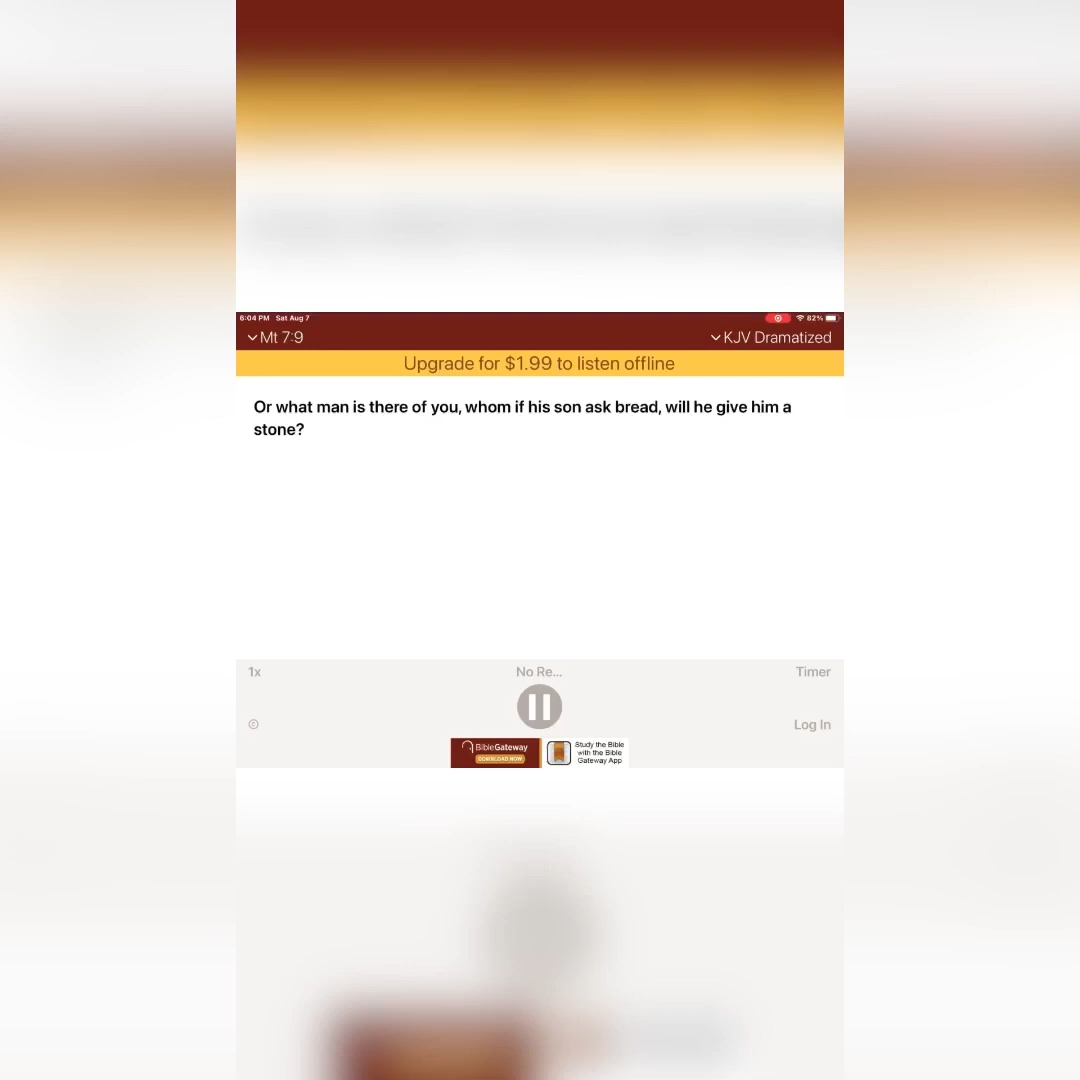 6:04 PM Sat Aug 7 82%
Mt 7:9 KJV Dramatized
Upgrade for $1.99 to listen offline
Or what man is there of you, whom if his son ask bread, will he give him a
stone?
1x No Re... Timer
Log In
BibleGateway
DOWNLOAD NOW
Study the Bible
with the Bible
Gateway App